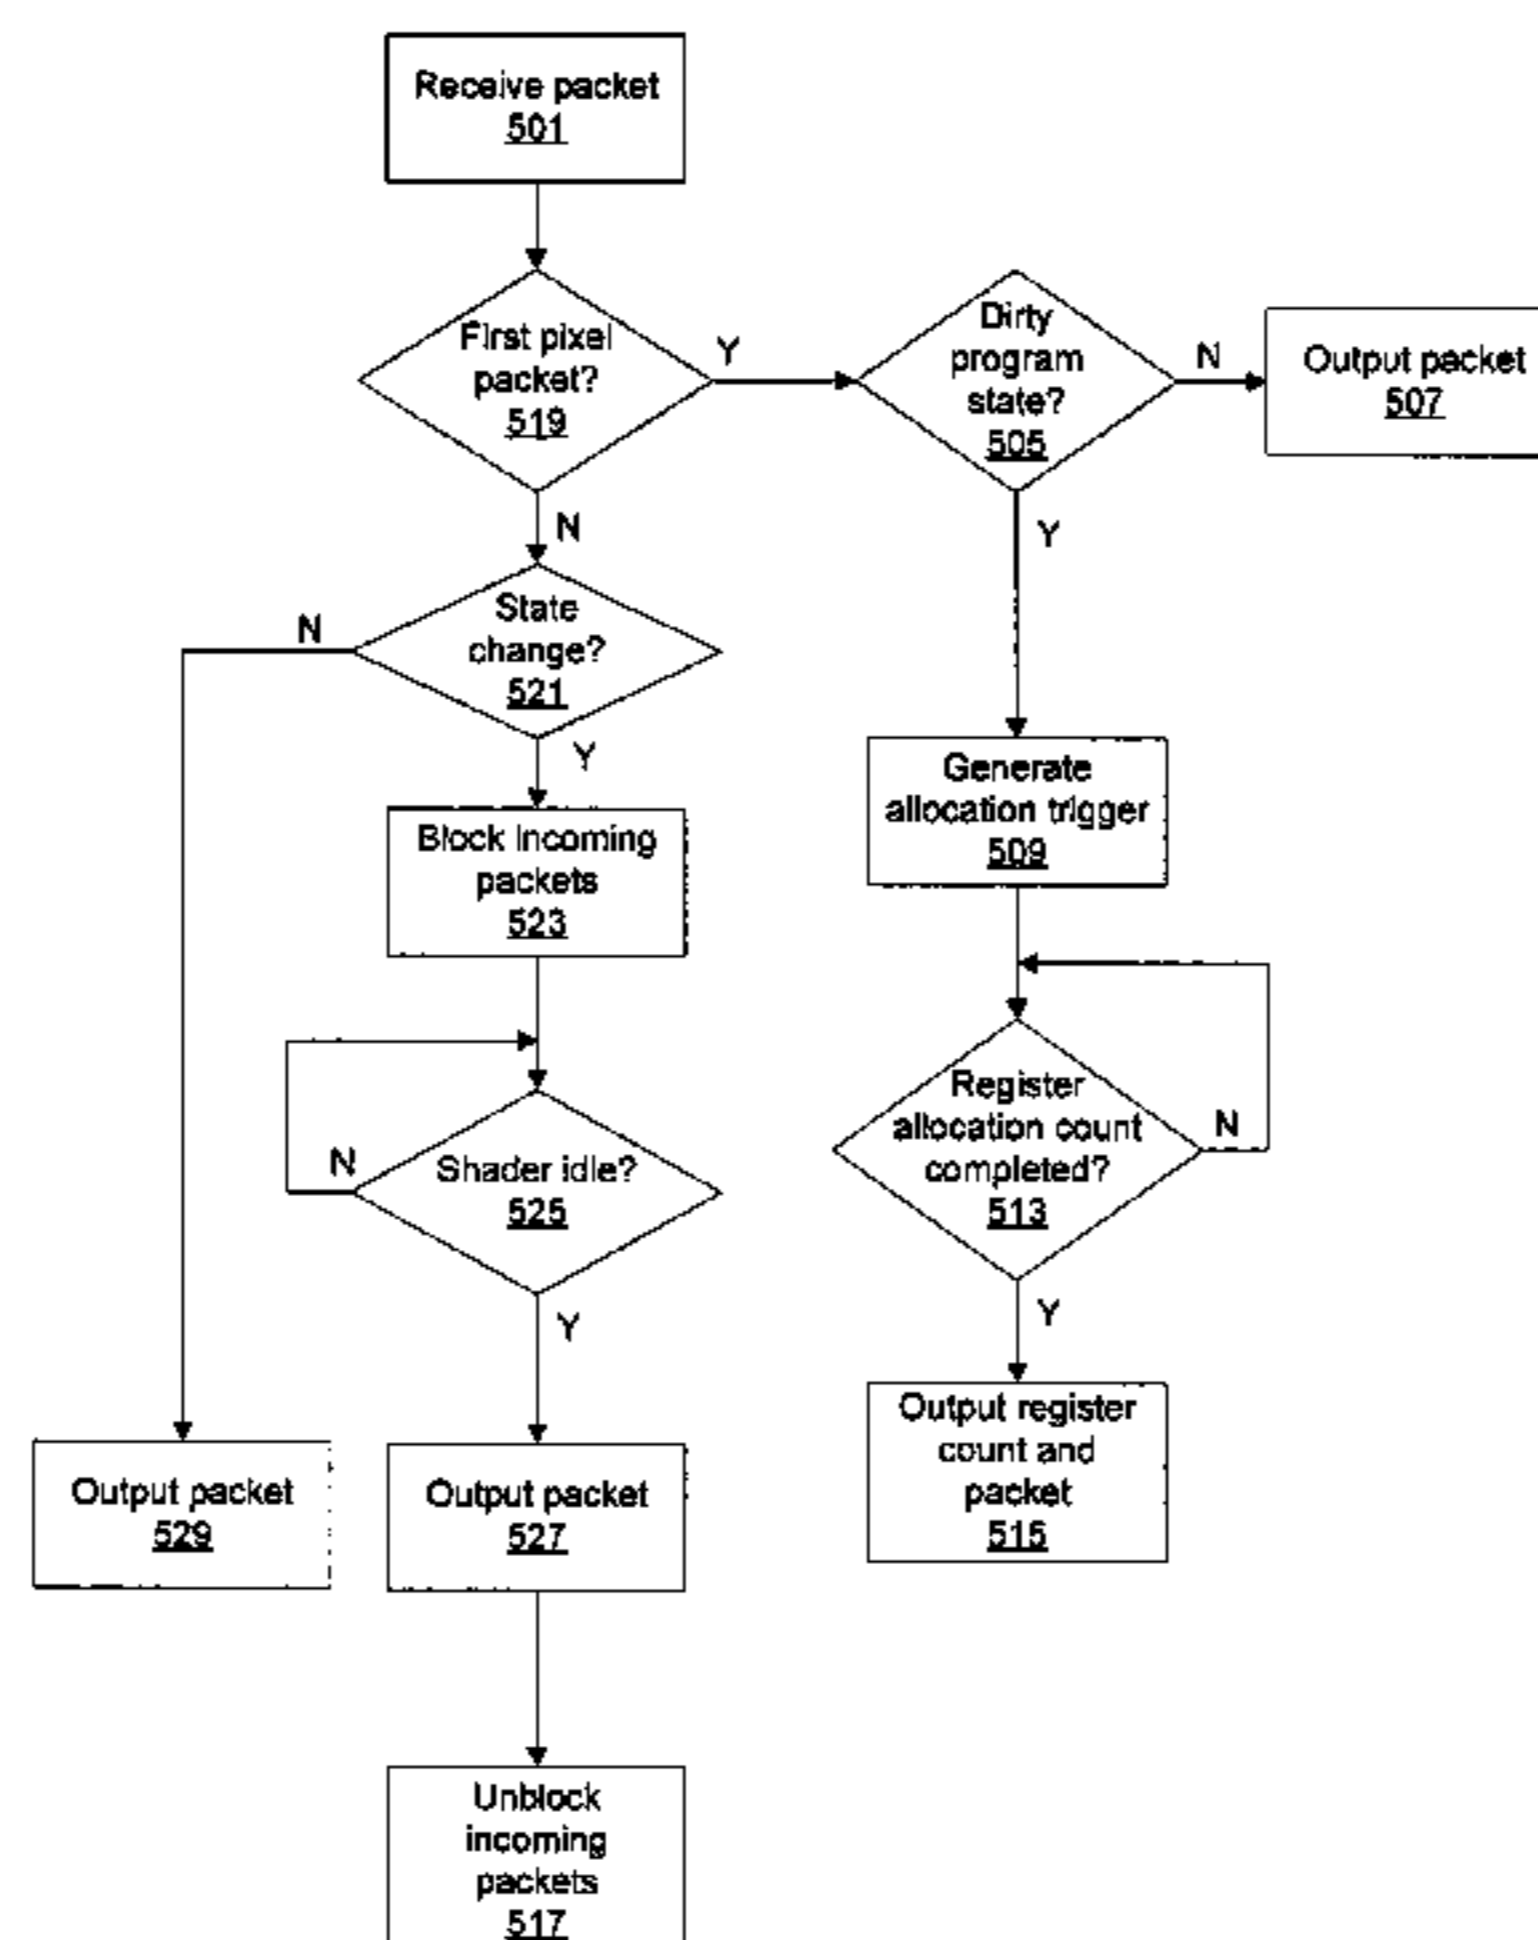 Receive packet
501
First pixel
packet?
519
Y
Dirty
program
state?
505
N
Output packet
507
N
Y
State
change?
521
N
Y
Block incoming
packets
523
Generate
allocation trigger
509
Shader idle?
525
N
Y
Register
allocation count
completed?
513
N
Y
Output packet
529
Output packet
527
Output register
count and
packet
515
Unblock
incoming
packets
517